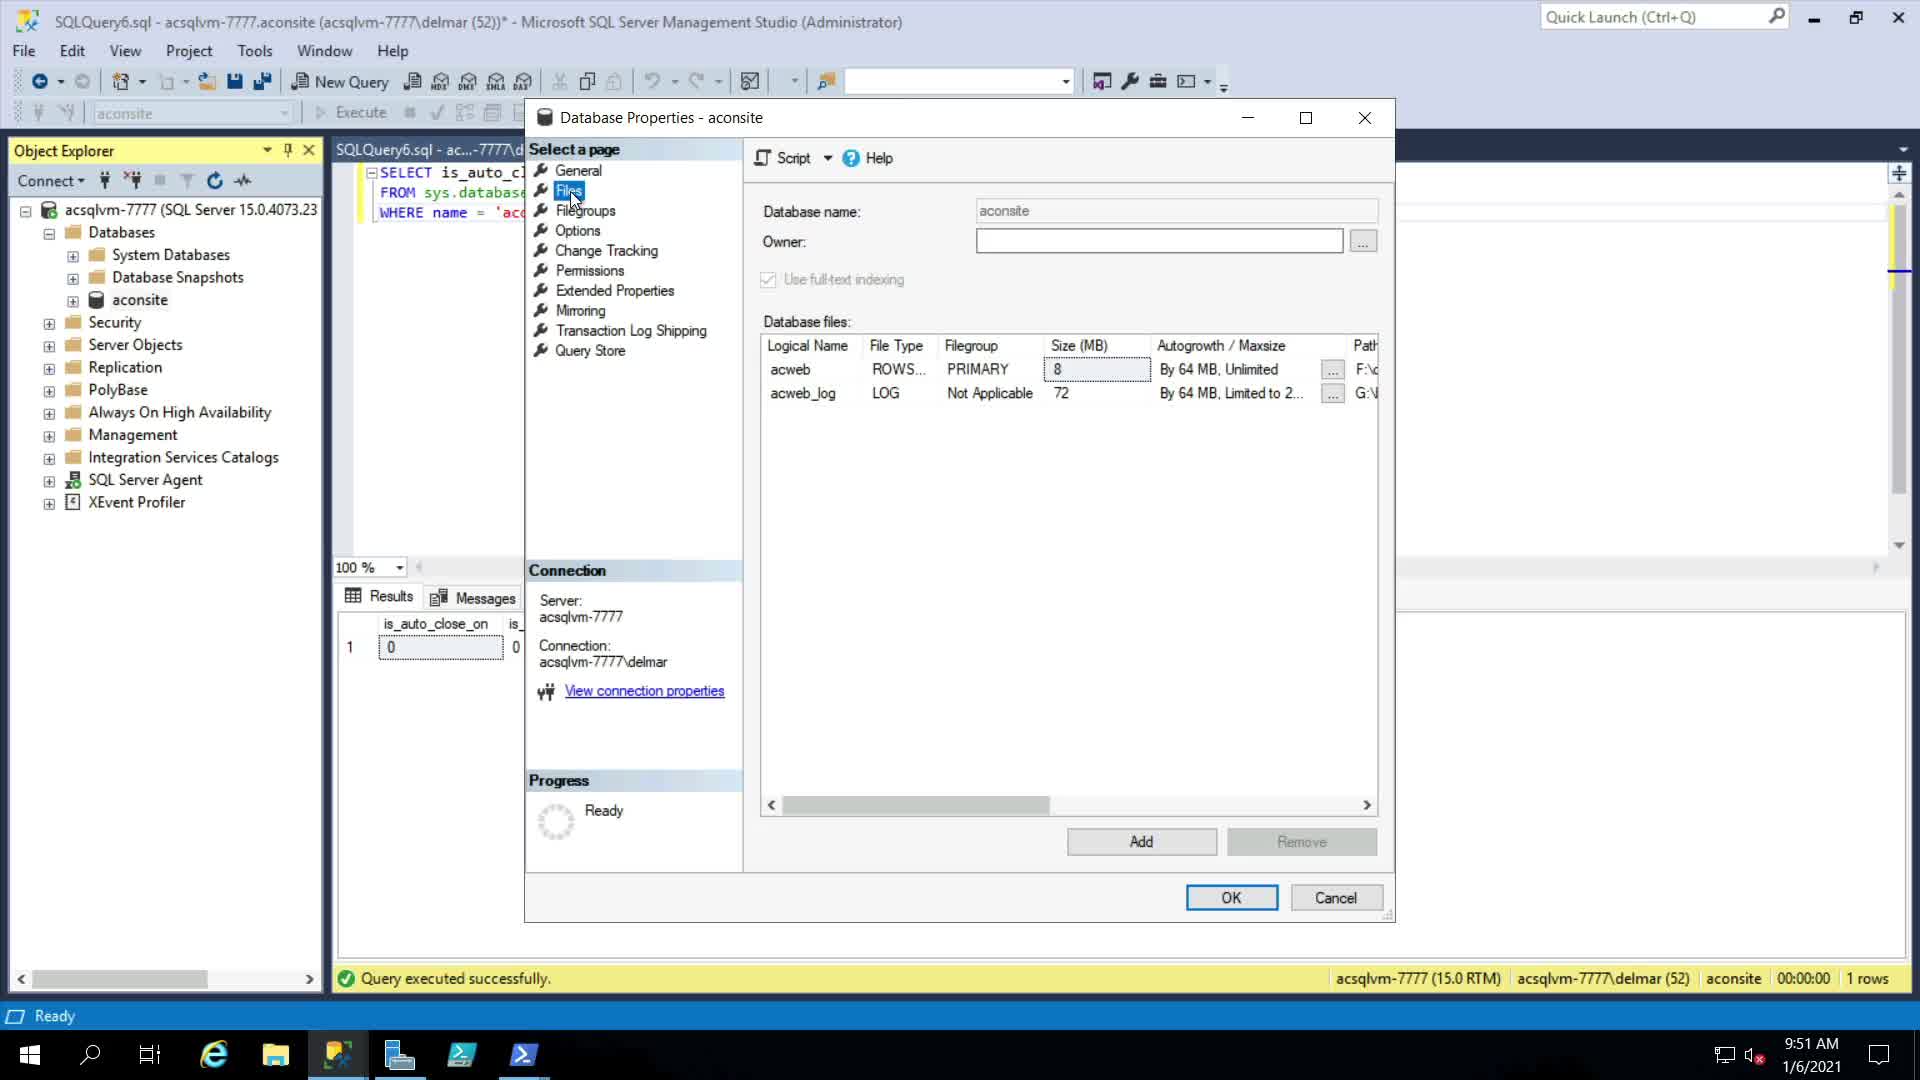 SQLQuery6.sql - acsqlvm-7777.aconsite (acsqlvm-7777\delmar (52))* - Microsoft SQL Server Management Studio (Administrator)
Quick Launch (Ctrl+Q)
File Edit View Project Tools Window Help
New Query MDX DMX XMLA DAX
aconsite Execute
Object Explorer
Connect
acsqlvm-7777 (SQL Server 15.0.4073.23
Databases
System Databases
Database Snapshots
aconsite
Security
Server Objects
Replication
PolyBase
Always On High Availability
Management
Integration Services Catalogs
SQL Server Agent
XEvent Profiler
SQLQuery6.sql - ac...-7777\d
SELECT is_auto_cl
FROM sys.database
WHERE name = 'aco
100 %
Results Messages
is_auto_close_on is_
1 0 0
Database Properties - aconsite
Select a page
General
Files
Filegroups
Options
Change Tracking
Permissions
Extended Properties
Mirroring
Transaction Log Shipping
Query Store
Connection
Server:
acsqlvm-7777
Connection:
acsqlvm-7777\delmar
View connection properties
Progress
Ready
Script Help
Database name: aconsite
Owner: ...
Use full-text indexing
Database files:
Logical Name File Type Filegroup Size (MB) Autogrowth / Maxsize Path
acweb ROWS... PRIMARY 8 By 64 MB, Unlimited ... F:\
acweb_log LOG Not Applicable 72 By 64 MB, Limited to 2... ... G:\
Add Remove
OK Cancel
Query executed successfully.
acsqlvm-7777 (15.0 RTM) acsqlvm-7777\delmar (52) aconsite 00:00:00 1 rows
Ready
9:51 AM
1/6/2021